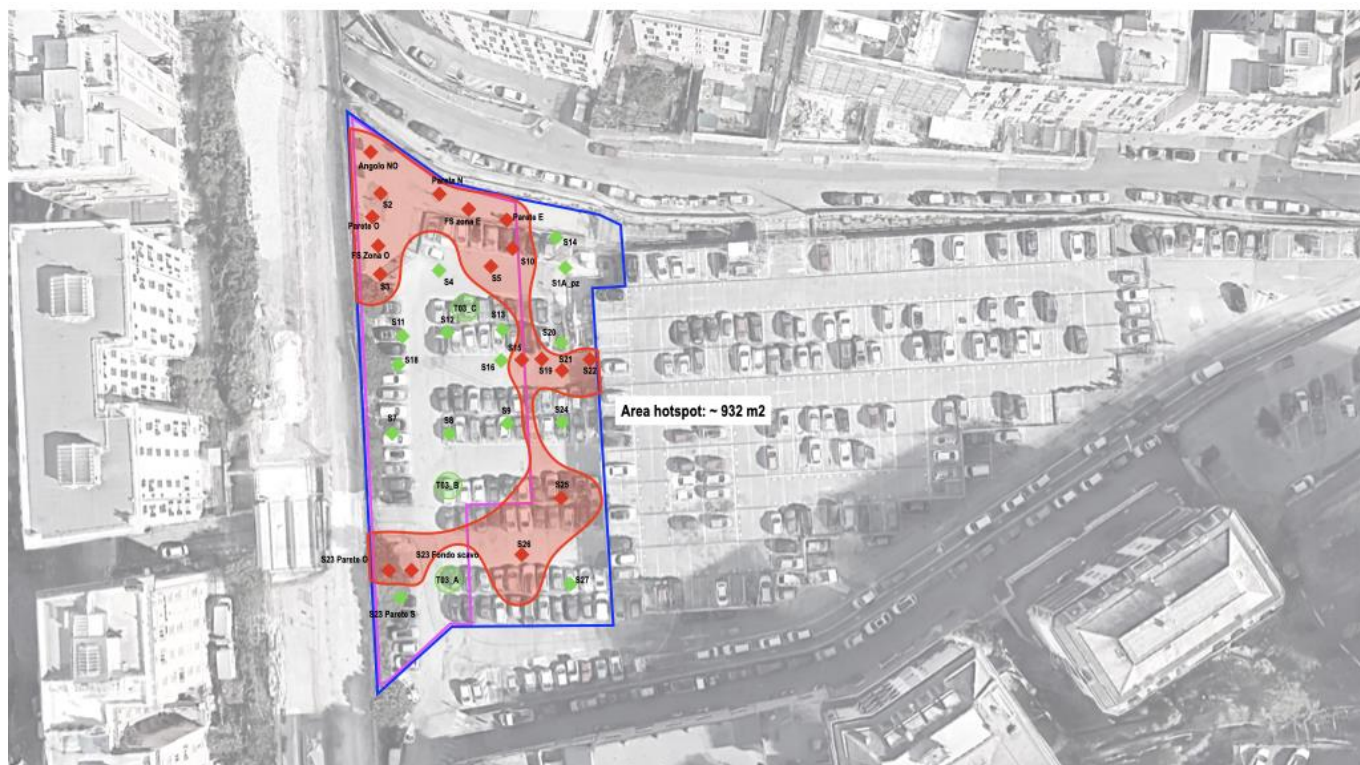 Angolo NO
Parete N
S2
FS zona E
Parete E
Parete O
S14
FS Zona O
S10
S3
S4
S5
S1A_pz
T03_C
S11
S12
S13
S20
S15
S18
S16
S21
S19
S22
Area hotspot: ~ 932 m2
S7
S8
S9
S24
T03_B
S25
S23 Parete O
S23 Fondo scavo
S26
T03_A
S27
S23 Parete S